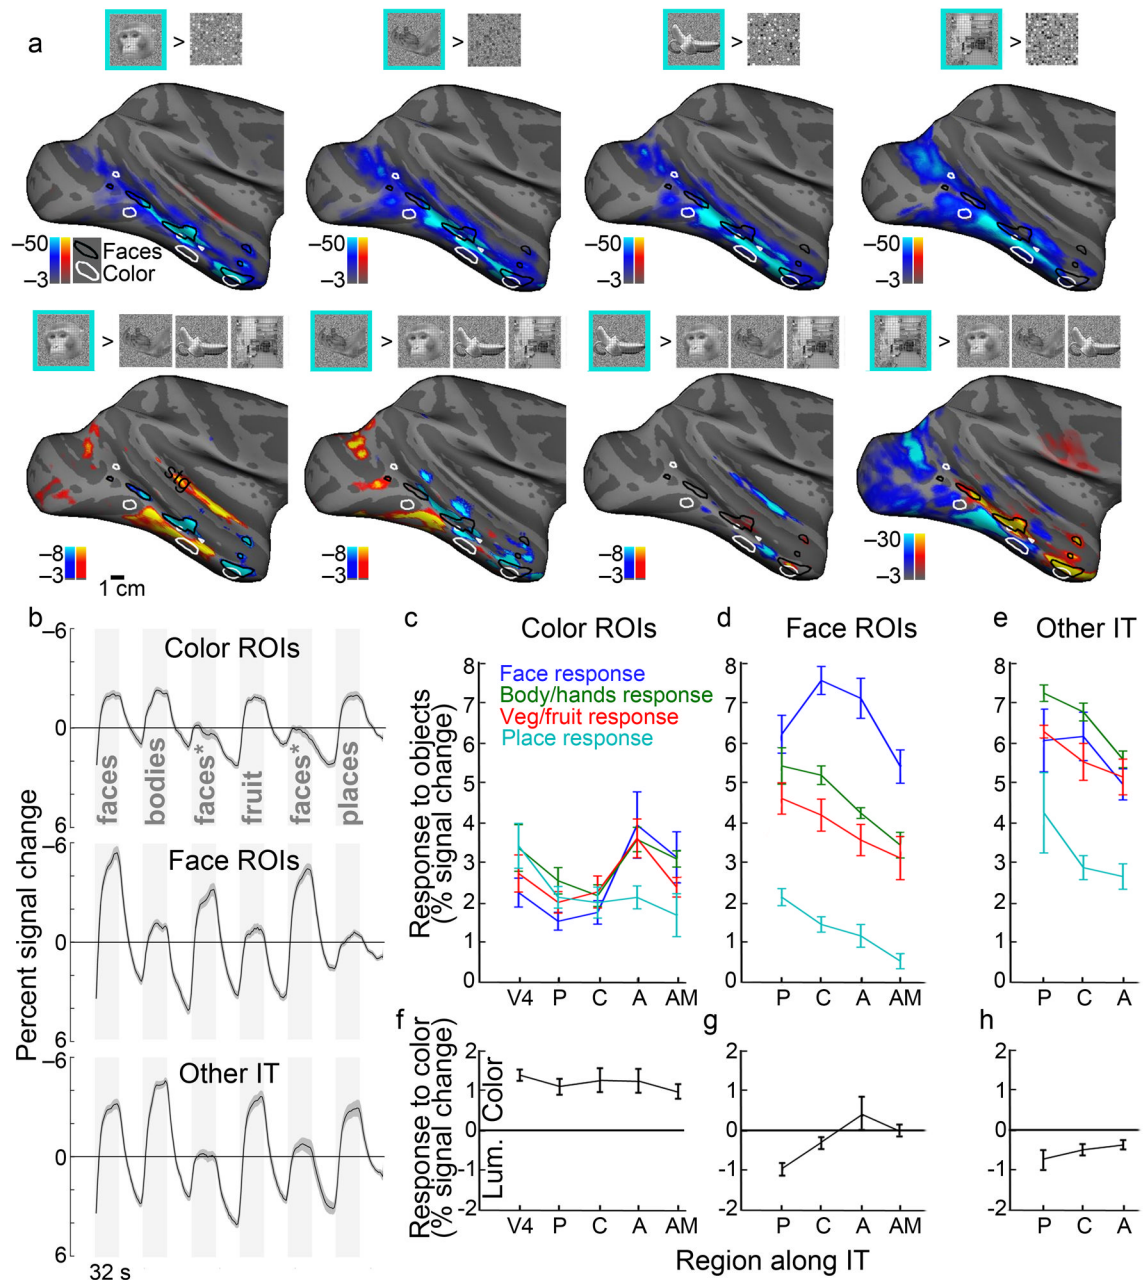 a
> > > >
–50
–3
Faces
Color
–50
–3
–50
–3
–50
–3
> > > >
stg
–8
–3
1 cm
–8
–3
–8
–3
–30
–3
b
Percent signal change
–6
0
6
Color ROIs
faces
bodies
faces*
fruit
faces*
places
–6
0
6
Face ROIs
–6
0
6
Other IT
32 s
c
Color ROIs
Response to objects
(% signal change)
8
7
6
5
4
3
2
1
0
Face response
Body/hands response
Veg/fruit response
Place response
V4 P C A AM
d
Face ROIs
8
7
6
5
4
3
2
1
0
P C A AM
e
Other IT
8
7
6
5
4
3
2
1
0
P C A
f
Response to color
(% signal change)
Lum. Color
2
1
0
-1
-2
V4 P C A AM
g
2
1
0
-1
-2
P C A AM
h
2
1
0
-1
-2
P C A
Region along IT